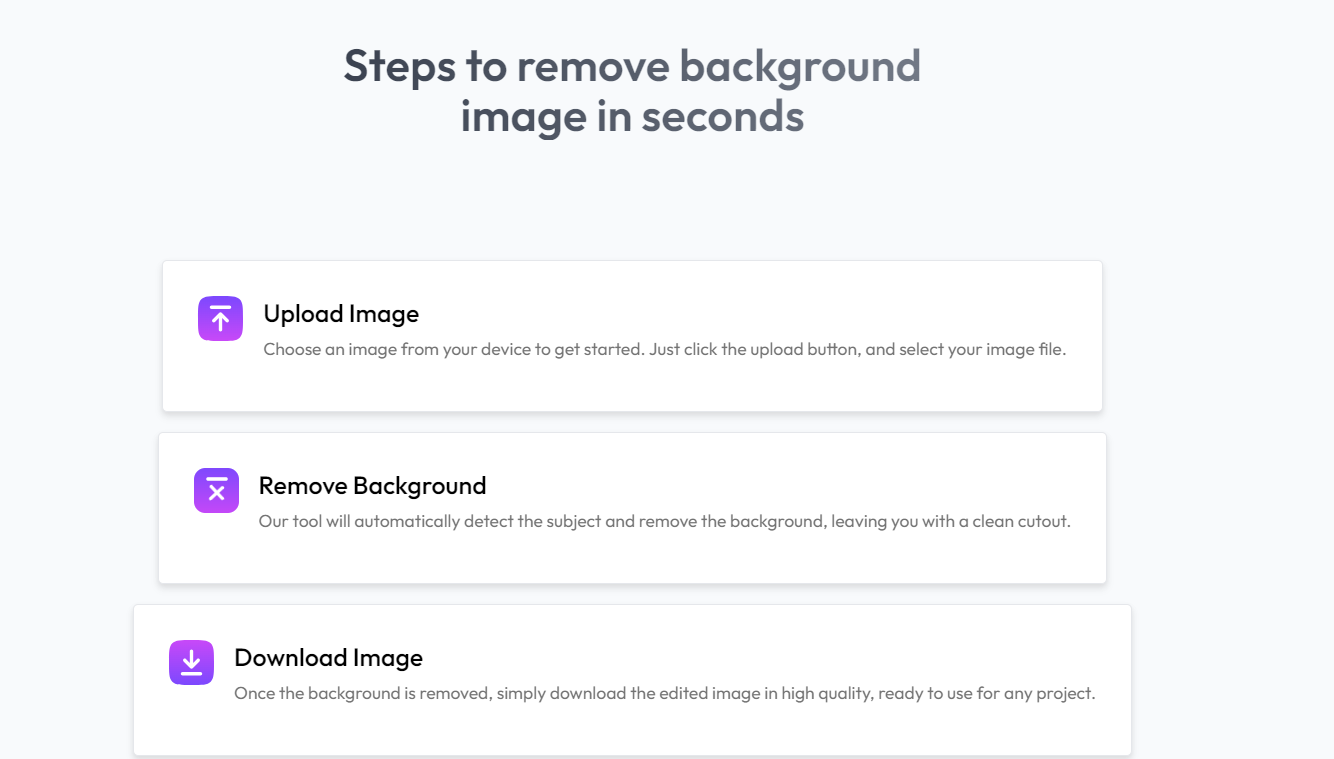 Steps to remove background
image in seconds
Upload Image
Choose an image from your device to get started. Just click the upload button, and select your image file.
Remove Background
Our tool will automatically detect the subject and remove the background, leaving you with a clean cutout.
Download Image
Once the background is removed, simply download the edited image in high quality, ready to use for any project.